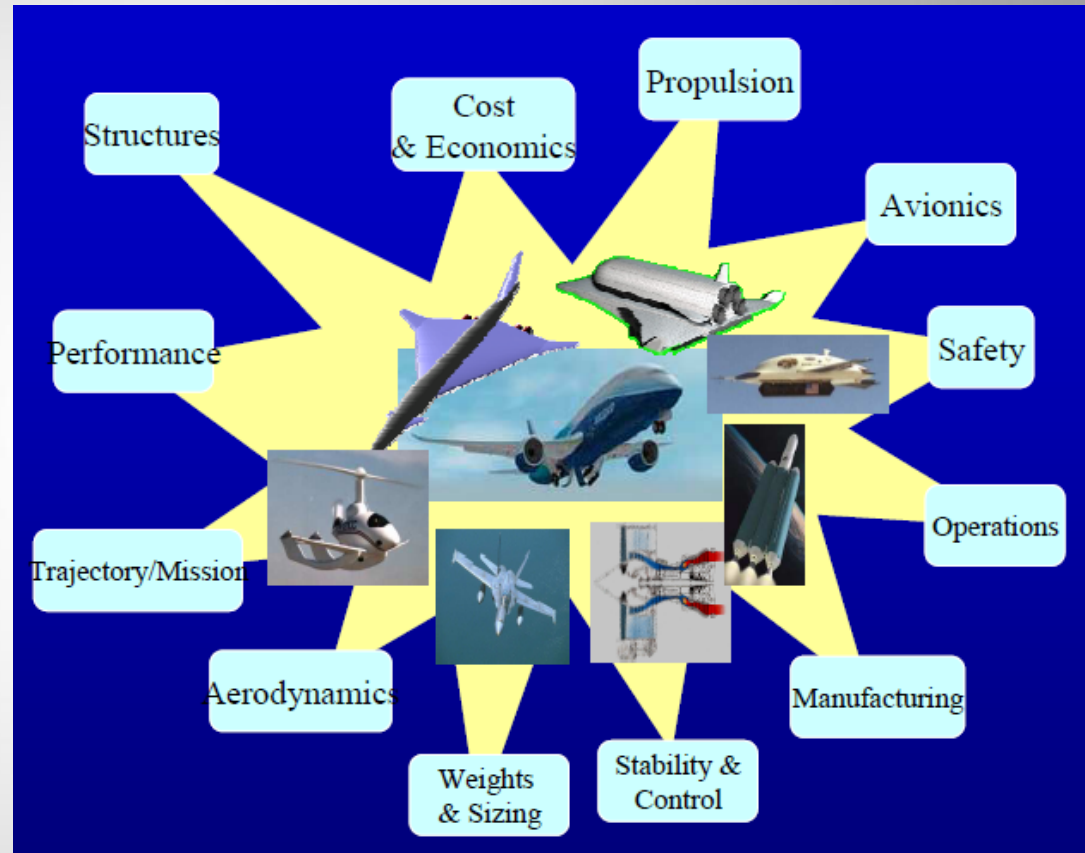 Propulsion
Cost
& Economics
Structures
Avionics
Performance
Safety
Trajectory/Mission
Operations
Aerodynamics
Manufacturing
Weights
& Sizing
Stability &
Control